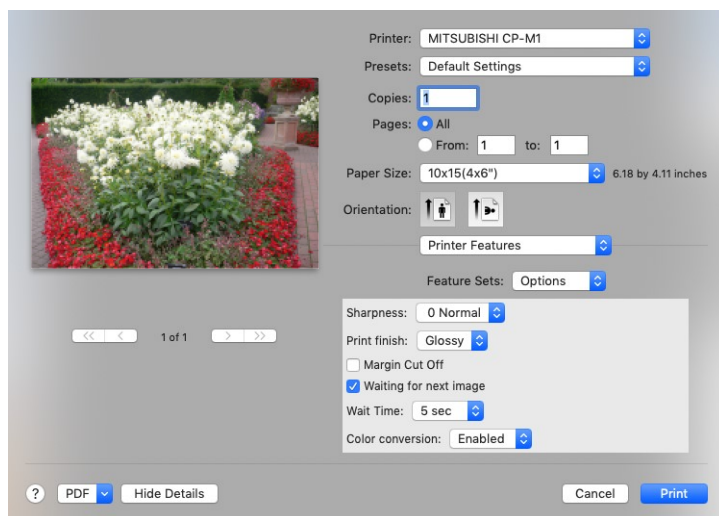 Printer: MITSUBISHI CP-M1
Presets: Default Settings
Copies: 1
Pages: All
From: 1 to: 1
Paper Size: 10x15(4x6") 6.18 by 4.11 inches
Orientation:
Printer Features
Feature Sets: Options
Sharpness: 0 Normal
Print finish: Glossy
Margin Cut Off
Waiting for next image
Wait Time: 5 sec
Color conversion: Enabled
<< < 1 of 1 > >>
? PDF Hide Details Cancel Print